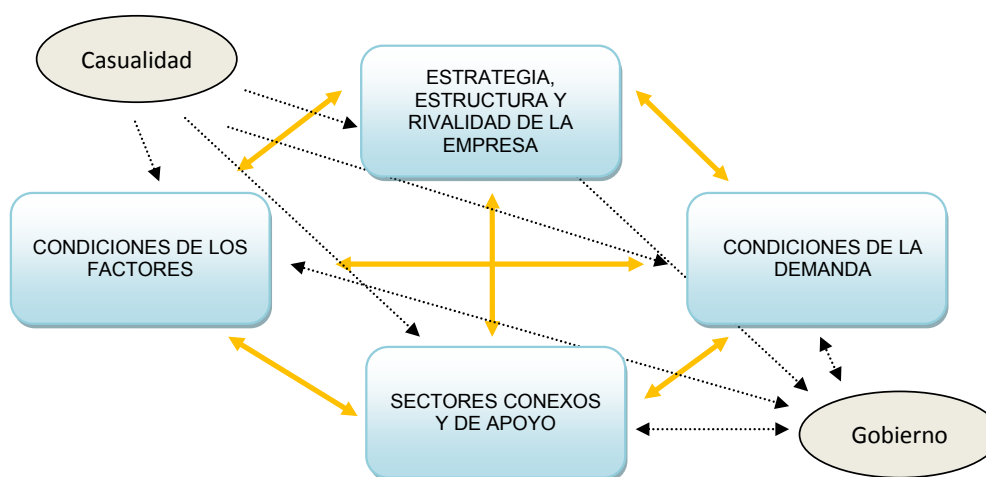 Casualidad
ESTRATEGIA,
ESTRUCTURA Y
RIVALIDAD DE LA
EMPRESA
CONDICIONES DE LOS
FACTORES
CONDICIONES DE LA
DEMANDA
SECTORES CONEXOS
Y DE APOYO
Gobierno